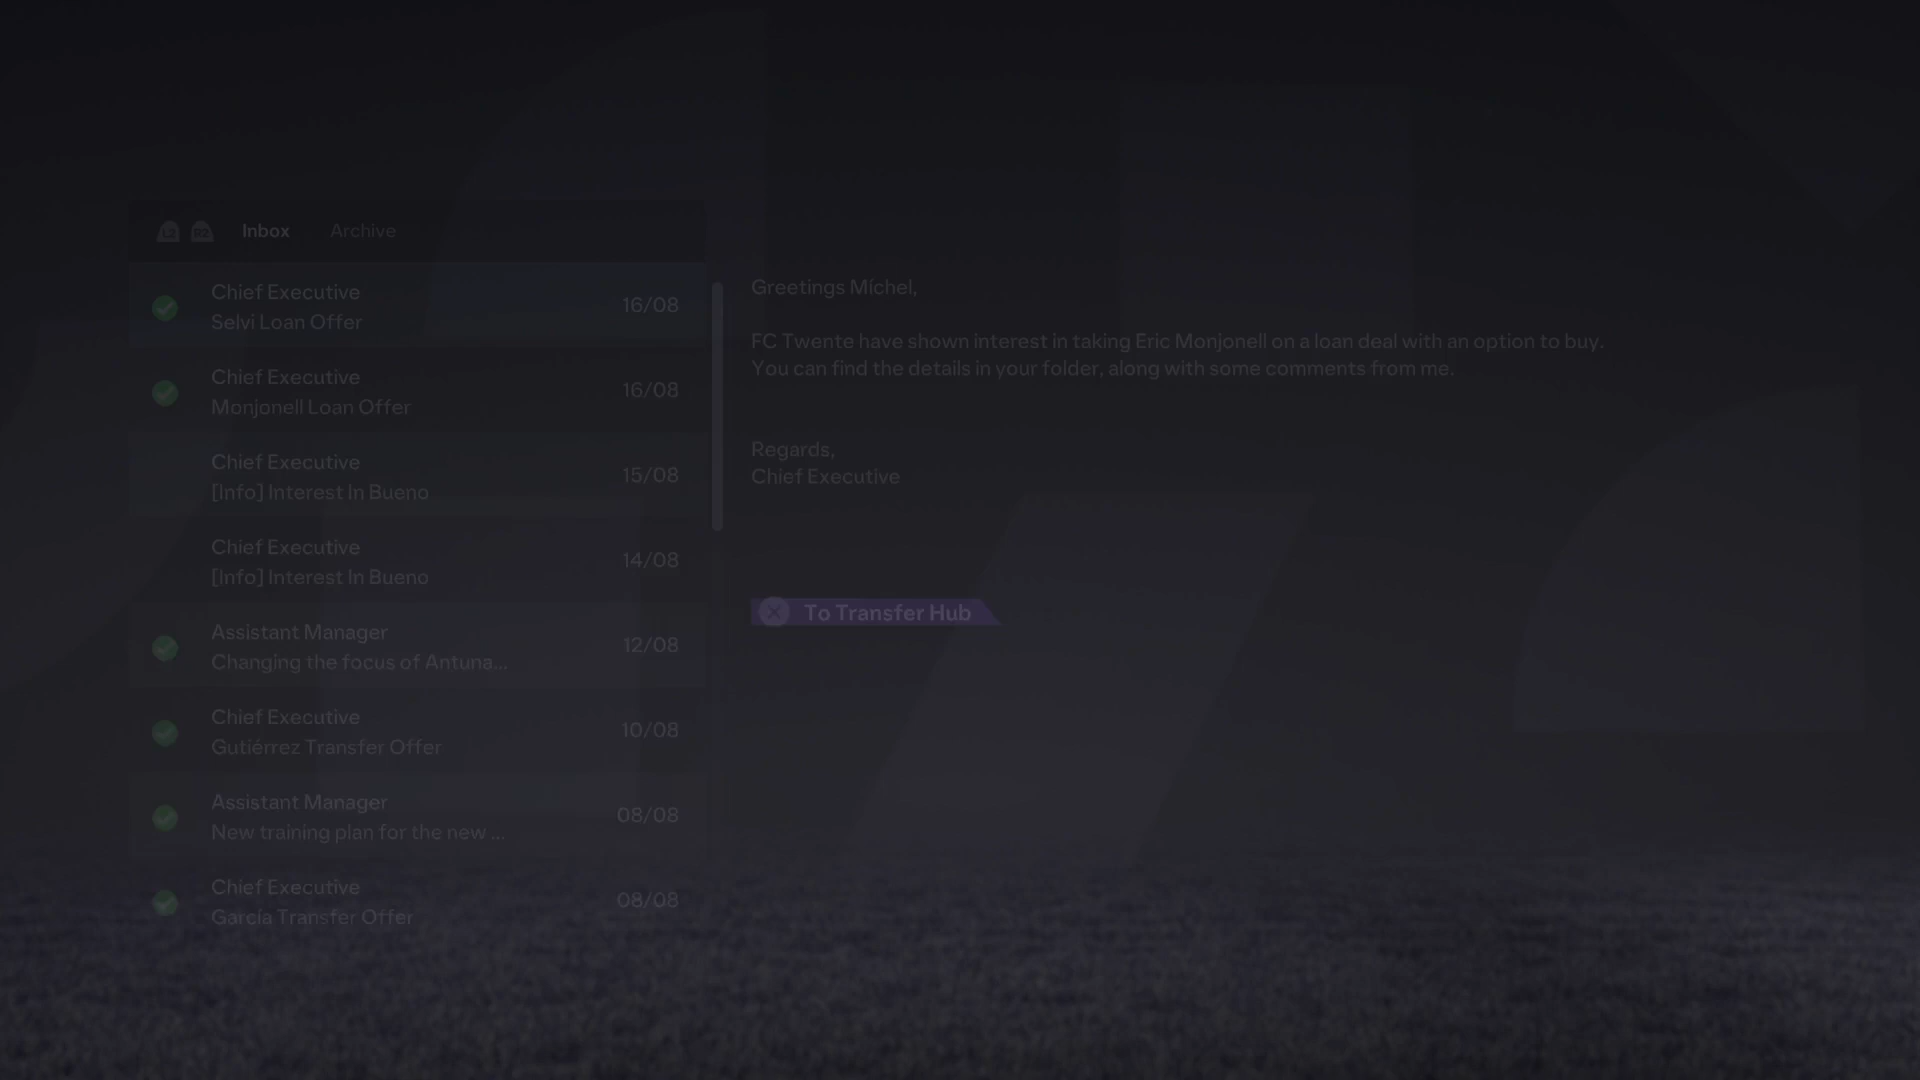 L2 R2 Inbox Archive
Chief Executive
Selvi Loan Offer
16/08
Chief Executive
Monjonell Loan Offer
16/08
Chief Executive
[Info] Interest In Bueno
15/08
Chief Executive
[Info] Interest In Bueno
14/08
Assistant Manager
Changing the focus of Antuna...
12/08
Chief Executive
Gutiérrez Transfer Offer
10/08
Assistant Manager
New training plan for the new ...
08/08
Chief Executive
García Transfer Offer
08/08
Greetings Míchel,
FC Twente have shown interest in taking Eric Monjonell on a loan deal with an option to buy.
You can find the details in your folder, along with some comments from me.
Regards,
Chief Executive
To Transfer Hub